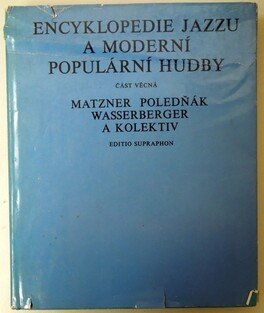 ENCYKLOPEDIE JAZZU
A MODERNÍ
POPULÁRNÍ HUDBY
ČÁST VĚCNÁ
MATZNER POLEDŇÁK
WASSERBERGER
A KOLEKTIV
EDITIO SUPRAPHON